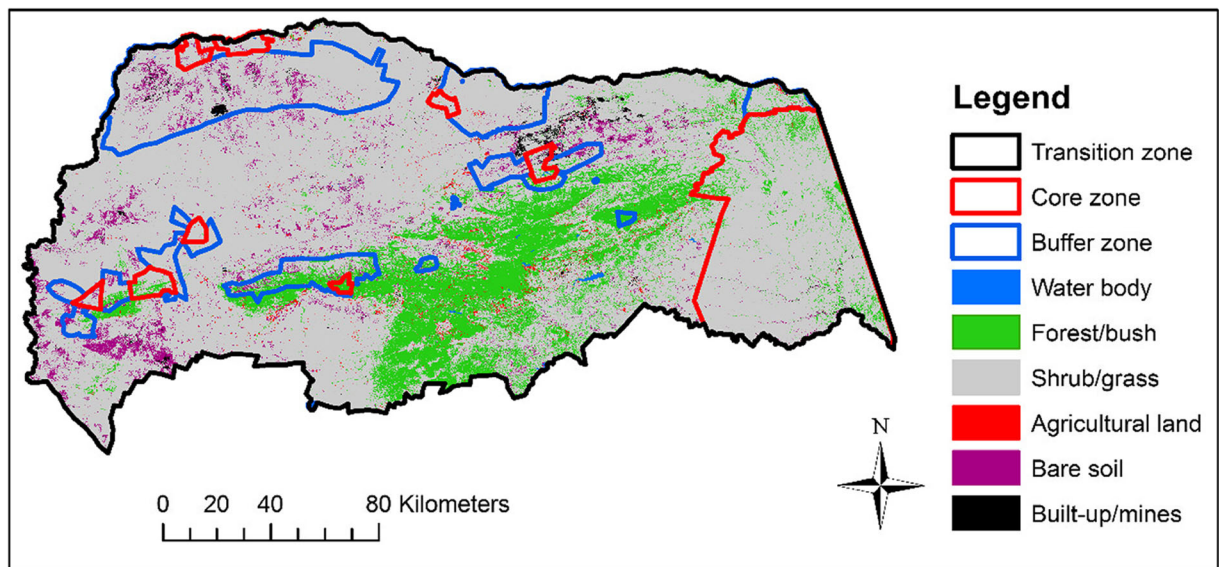 Legend
Transition zone
Core zone
Buffer zone
Water body
Forest/bush
Shrub/grass
Agricultural land
Bare soil
Built-up/mines
N
0 20 40 80 Kilometers